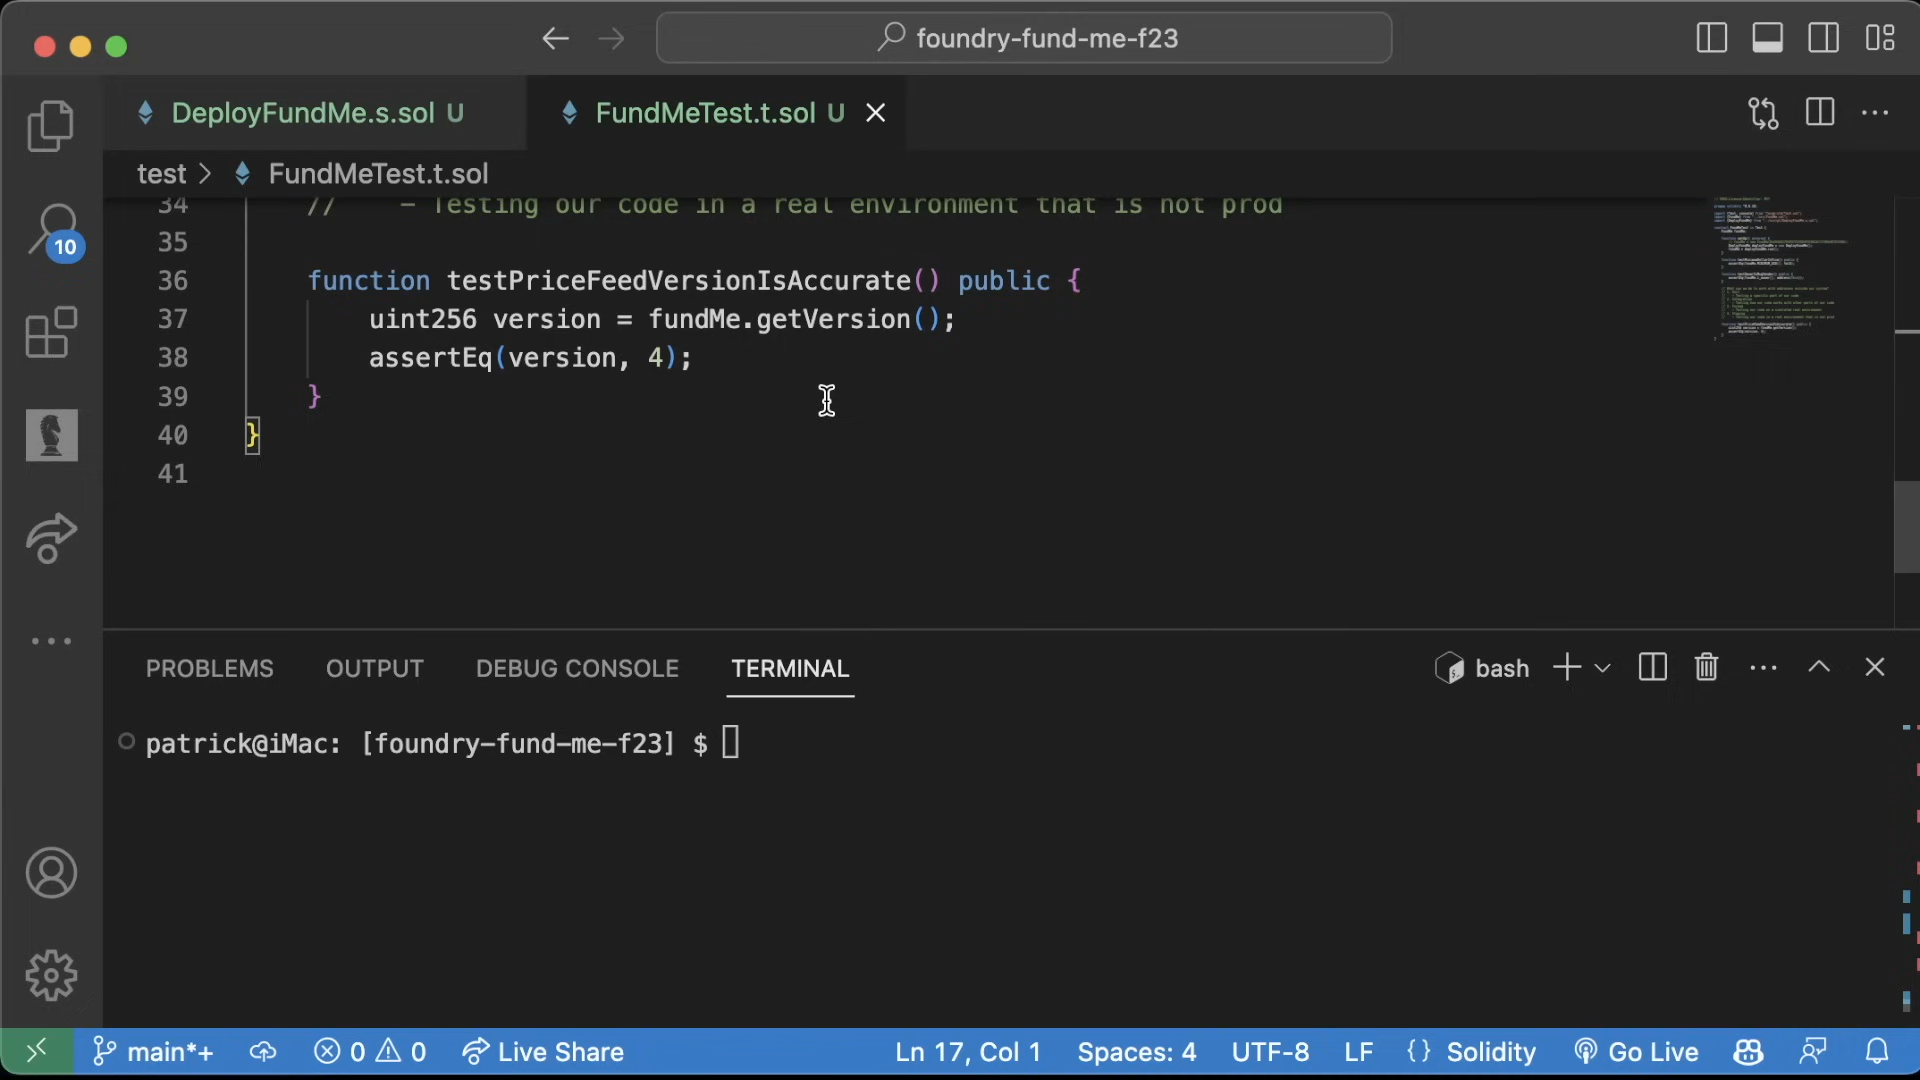 foundry-fund-me-f23
DeployFundMe.s.sol U
FundMeTest.t.sol U
test > FundMeTest.t.sol
34 // - Testing our code in a real environment that is not prod
35
36 function testPriceFeedVersionIsAccurate() public {
37 uint256 version = fundMe.getVersion();
38 assertEq(version, 4);
39 }
40 }
41
10
PROBLEMS OUTPUT DEBUG CONSOLE TERMINAL bash
patrick@iMac: [foundry-fund-me-f23] $
main*+ 0 0 Live Share Ln 17, Col 1 Spaces: 4 UTF-8 LF {} Solidity Go Live